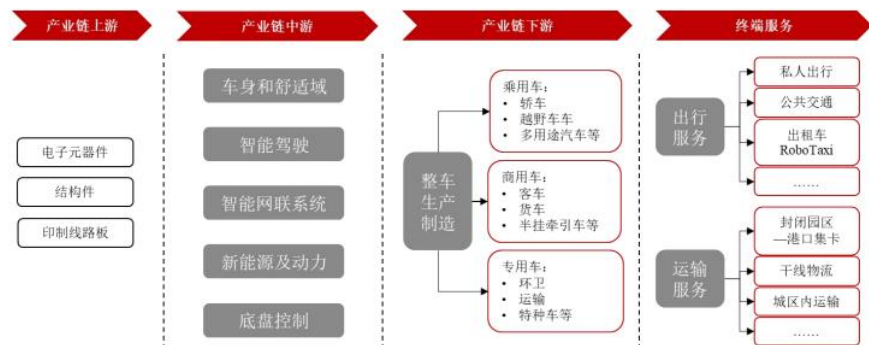 产业链上游
产业链中游
产业链下游
终端服务
电子元器件
结构件
印制线路板
车身和舒适域
智能驾驶
智能网联系统
新能源及动力
底盘控制
整车
生产
制造
乘用车：
• 轿车
• 越野车车
• 多用途汽车等
商用车：
• 客车
• 货车
• 半挂牵引车等
专用车：
• 环卫
• 运输
• 特种车等
出行
服务
私人出行
公共交通
出租车
RoboTaxi
……
运输
服务
封闭园区
—港口集卡
干线物流
城区内运输
……